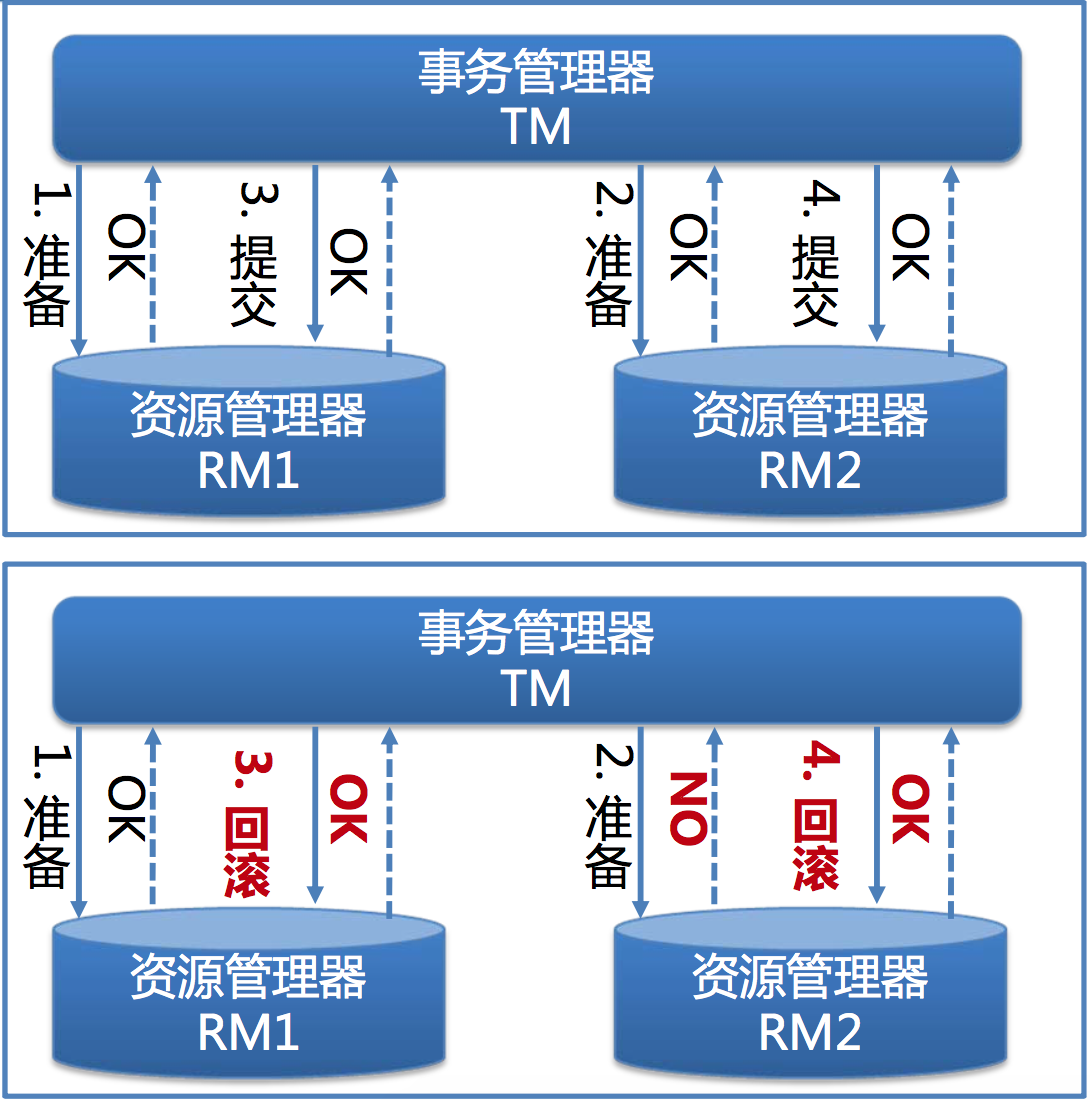 事务管理器
TM
1. 准备
OK
3. 提交
OK
2. 准备
OK
4. 提交
OK
资源管理器
RM1
资源管理器
RM2
事务管理器
TM
1. 准备
OK
3. 回滚
OK
2. 准备
NO
4. 回滚
OK
资源管理器
RM1
资源管理器
RM2